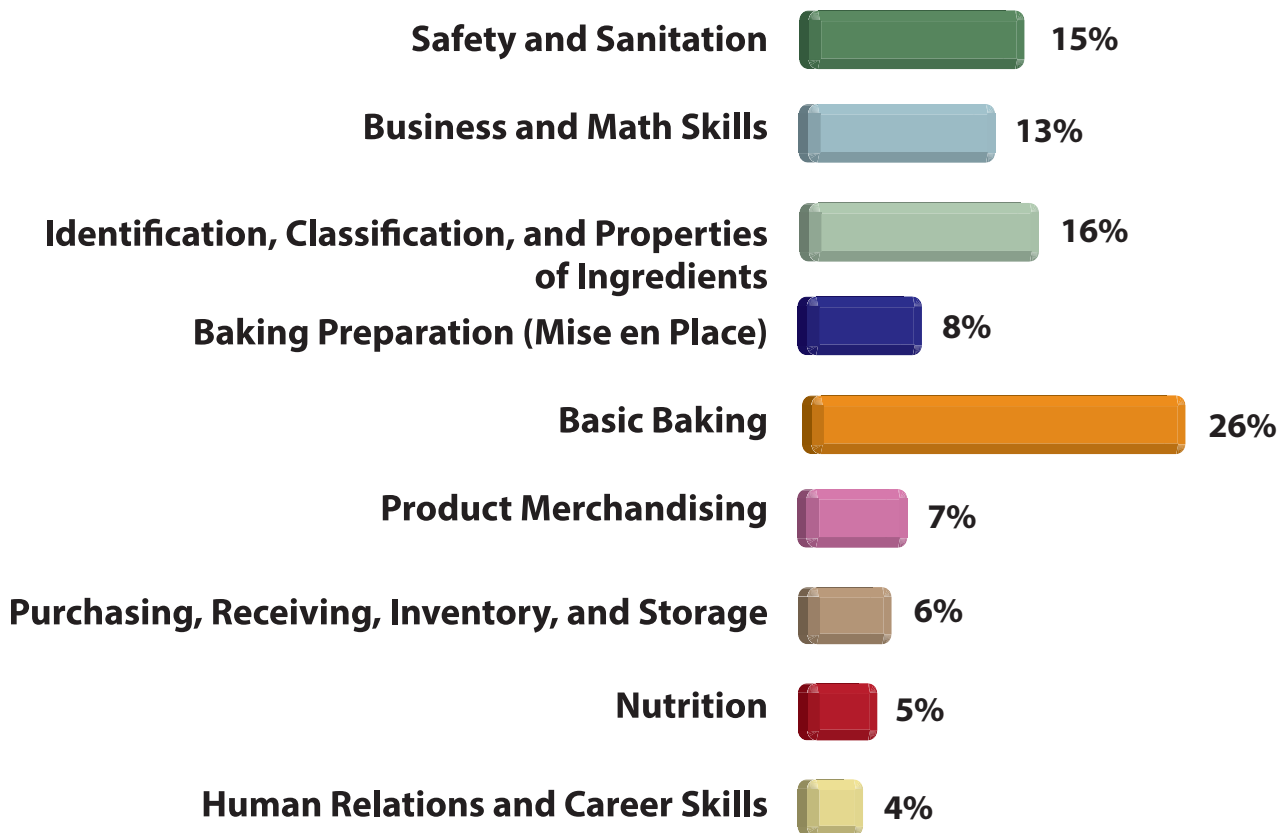 Safety and Sanitation 15%
Business and Math Skills 13%
Identification, Classification, and Properties 16%
of Ingredients
Baking Preparation (Mise en Place) 8%
Basic Baking 26%
Product Merchandising 7%
Purchasing, Receiving, Inventory, and Storage 6%
Nutrition 5%
Human Relations and Career Skills 4%